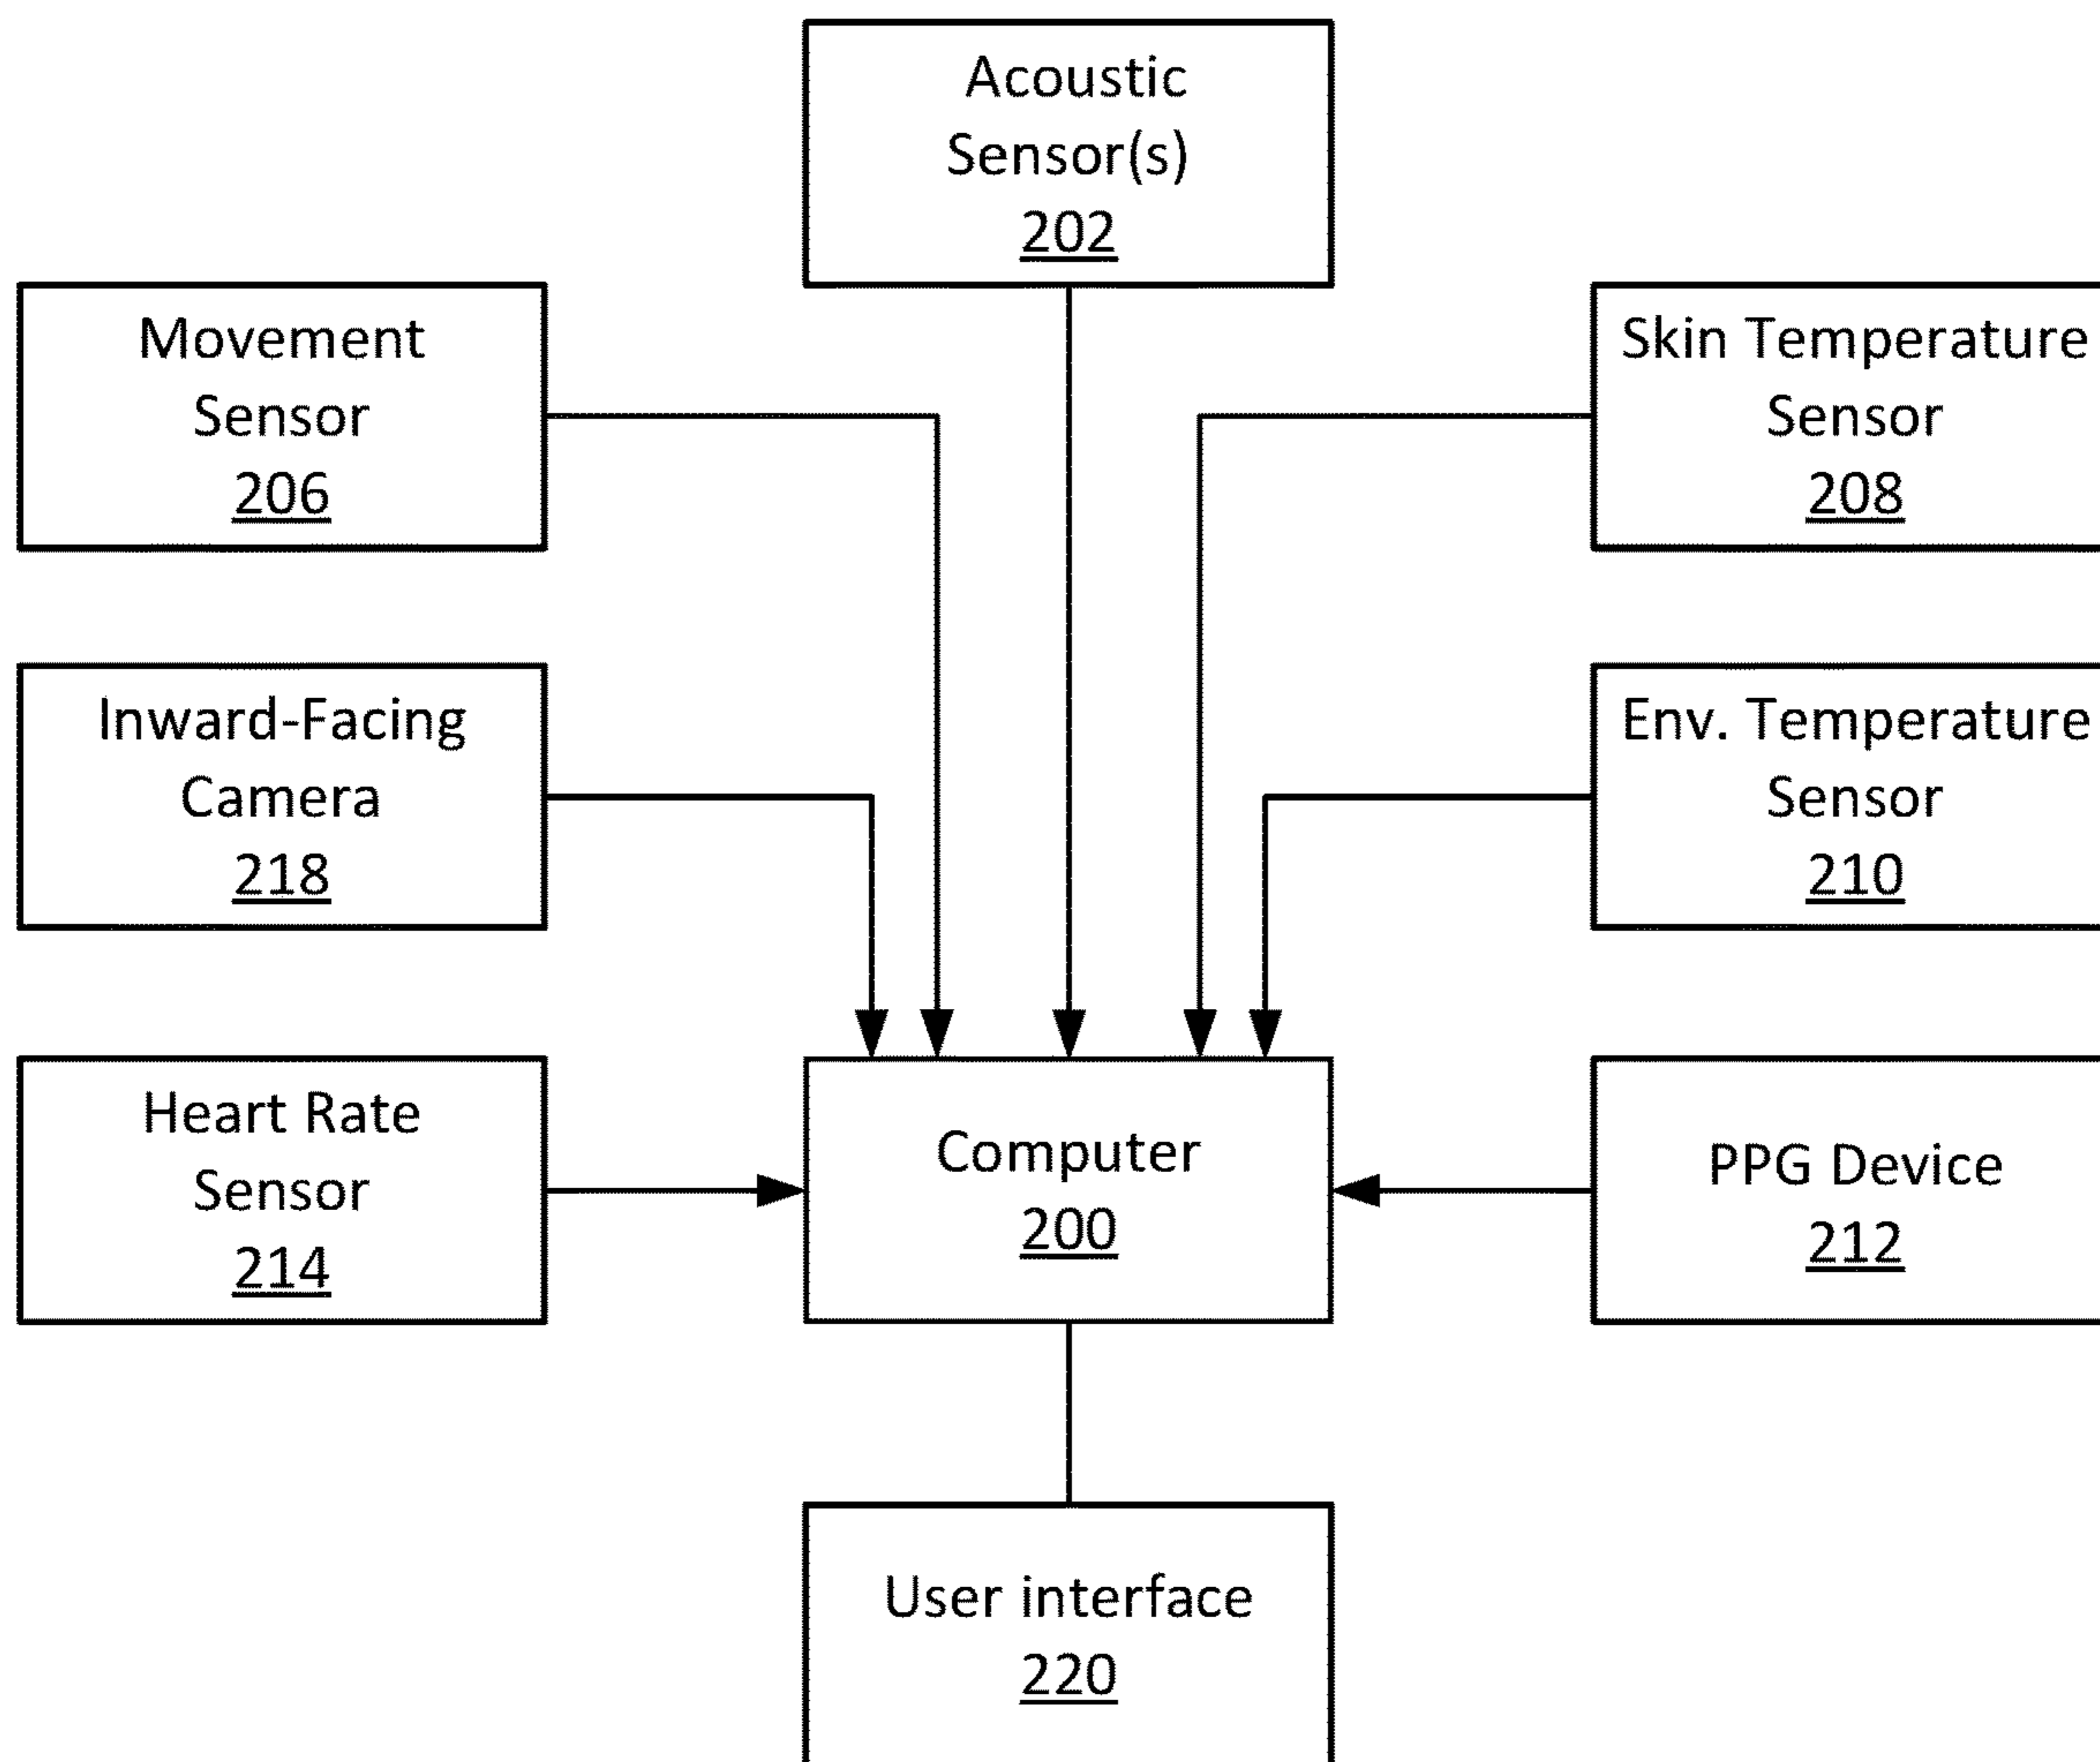 Acoustic
Sensor(s)
202
Movement
Sensor
206
Skin Temperature
Sensor
208
Inward-Facing
Camera
218
Env. Temperature
Sensor
210
Heart Rate
Sensor
214
Computer
200
PPG Device
212
User interface
220